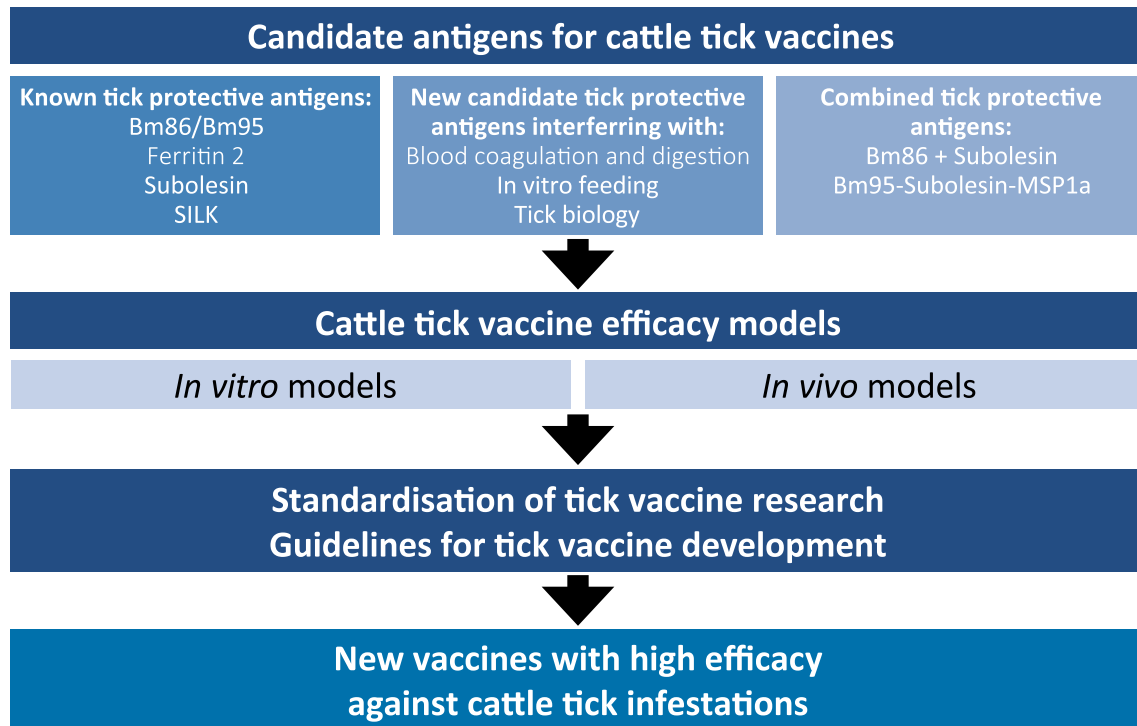 Candidate antigens for cattle tick vaccines
Known tick protective antigens:
Bm86/Bm95
Ferritin 2
Subolesin
SILK
New candidate tick protective
antigens interfering with:
Blood coagulation and digestion
In vitro feeding
Tick biology
Combined tick protective
antigens:
Bm86 + Subolesin
Bm95-Subolesin-MSP1a
Cattle tick vaccine efficacy models
In vitro models
In vivo models
Standardisation of tick vaccine research
Guidelines for tick vaccine development
New vaccines with high efficacy
against cattle tick infestations